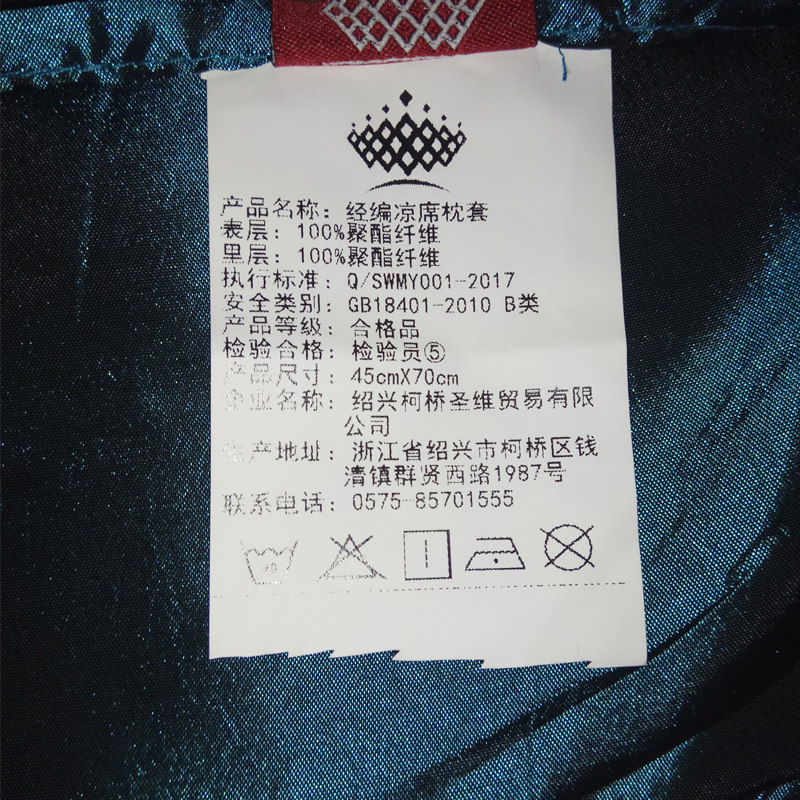 产品名称：经编凉席枕套
表层：100%聚酯纤维
里层：100%聚酯纤维
执行标准：Q/SWMY001-2017
安全类别：GB18401-2010 B类
产品等级：合格品
检验合格：检验员⑤
产品尺寸：45cmX70cm
企业名称：绍兴柯桥圣维贸易有限
公司
生产地址：浙江省绍兴市柯桥区钱
清镇群贤西路1987号
联系电话：0575-85701555
40